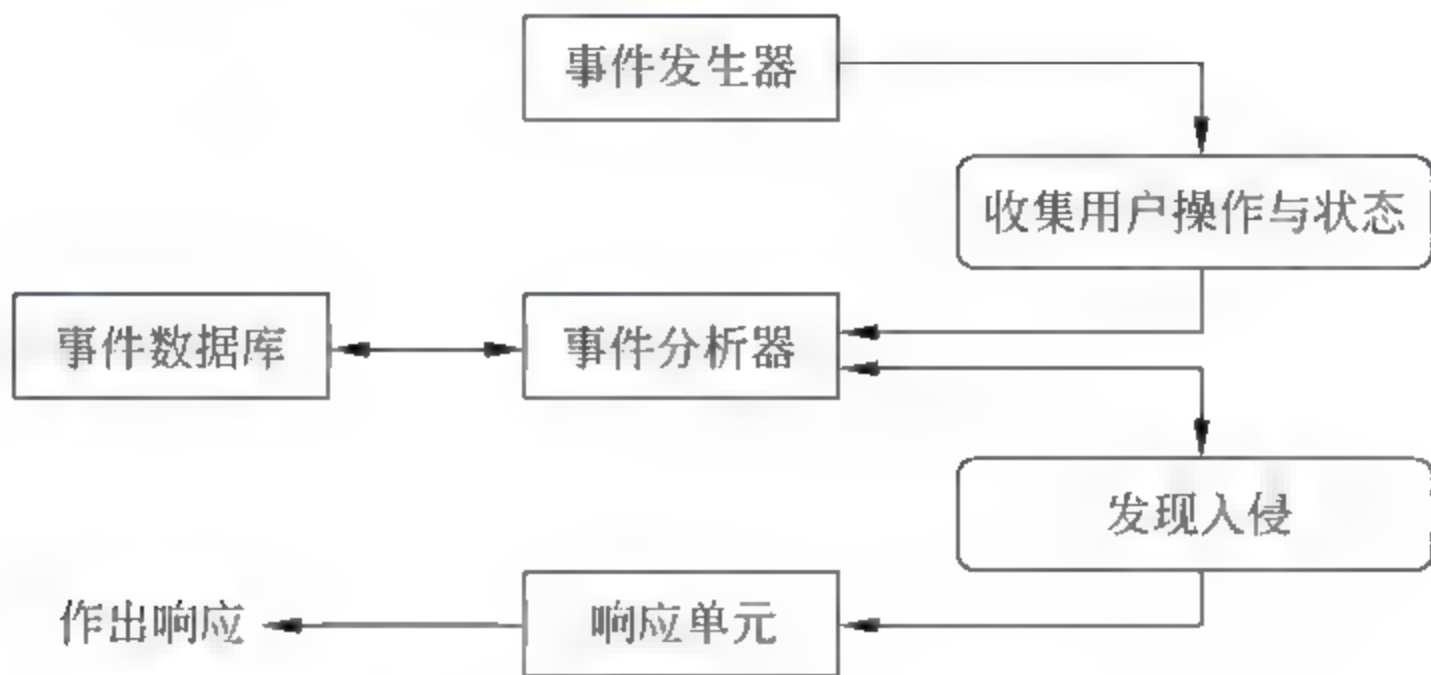 事件发生器
收集用户操作与状态
事件数据库
事件分析器
发现入侵
作出响应
响应单元